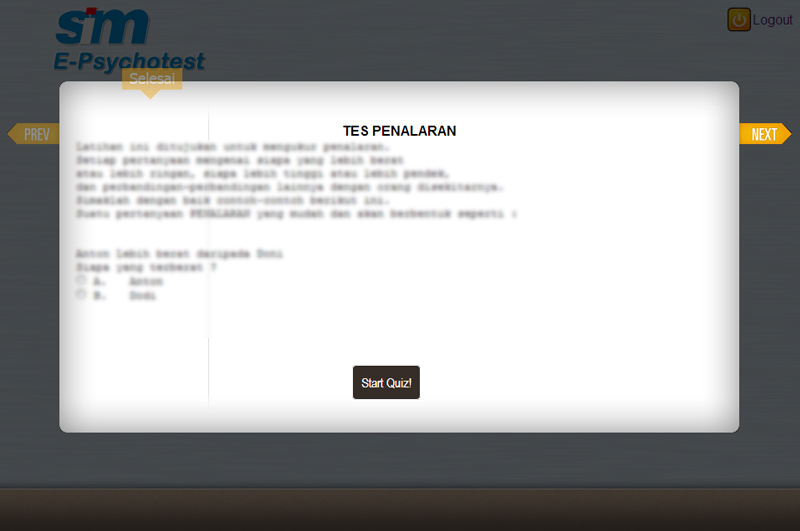 sim
E-Psychotest
Logout
Selesai
PREV
NEXT
TES PENALARAN
Latihan ini ditujukan untuk mengukur penalaran.
Setiap pertanyaan mengenai siapa yang lebih berat
atau lebih ringan, siapa lebih tinggi atau lebih pendek,
dan perbandingan-perbandingan lainnya dengan orang disekitarnya.
Simaklah dengan baik contoh-contoh berikut ini.
Suatu pertanyaan PENALARAN yang mudah dan akan berbentuk seperti :
Anton Lebih berat daripada Doni
Siapa yang terberat ?
A. Anton
B. Dodi
Start Quiz!